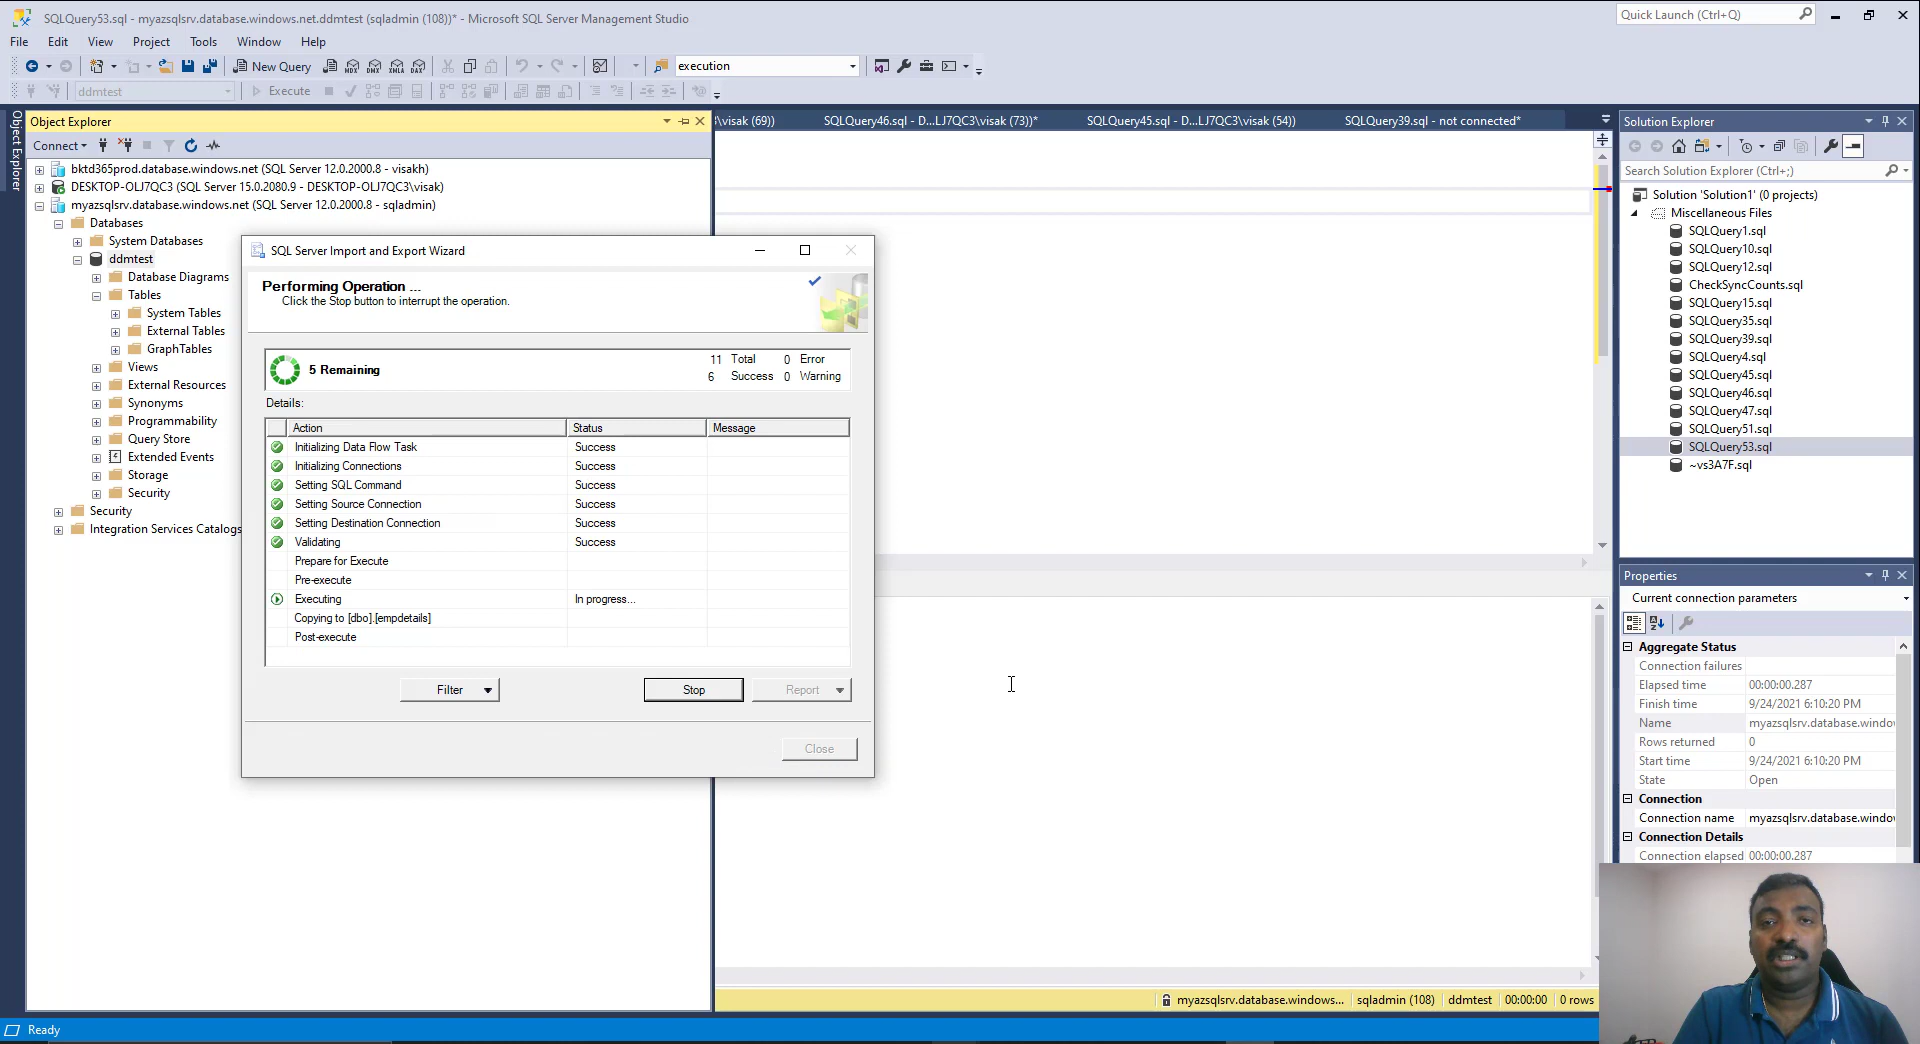 SQLQuery53.sql - myazsqlsrv.database.windows.net.ddmtest (sqladmin (108))* - Microsoft SQL Server Management Studio
Quick Launch (Ctrl+Q)
File Edit View Project Tools Window Help
New Query
MDX DMX XMLA DAX
execution
ddmtest
Execute
Object Explorer
Object Explorer
Connect
bktd365prod.database.windows.net (SQL Server 12.0.2000.8 - visakh)
DESKTOP-OLJ7QC3 (SQL Server 15.0.2080.9 - DESKTOP-OLJ7QC3\visak)
myazsqlsrv.database.windows.net (SQL Server 12.0.2000.8 - sqladmin)
Databases
System Databases
ddmtest
Database Diagrams
Tables
System Tables
External Tables
GraphTables
Views
External Resources
Synonyms
Programmability
Query Store
Extended Events
Storage
Security
Security
Integration Services Catalogs
\visak (69))
SQLQuery46.sql - D...LJ7QC3\visak (73))*
SQLQuery45.sql - D...LJ7QC3\visak (54))
SQLQuery39.sql - not connected*
SQL Server Import and Export Wizard
Performing Operation ...
Click the Stop button to interrupt the operation.
5 Remaining
11 Total 0 Error
6 Success 0 Warning
Details:
Action Status Message
Initializing Data Flow Task Success
Initializing Connections Success
Setting SQL Command Success
Setting Source Connection Success
Setting Destination Connection Success
Validating Success
Prepare for Execute
Pre-execute
Executing In progress...
Copying to [dbo].[empdetails]
Post-execute
Filter Stop Report
Close
Solution Explorer
Search Solution Explorer (Ctrl+;)
Solution 'Solution1' (0 projects)
Miscellaneous Files
SQLQuery1.sql
SQLQuery10.sql
SQLQuery12.sql
CheckSyncCounts.sql
SQLQuery15.sql
SQLQuery35.sql
SQLQuery39.sql
SQLQuery4.sql
SQLQuery45.sql
SQLQuery46.sql
SQLQuery47.sql
SQLQuery51.sql
SQLQuery53.sql
~vs3A7F.sql
Properties
Current connection parameters
Aggregate Status
Connection failures
Elapsed time 00:00:00.287
Finish time 9/24/2021 6:10:20 PM
Name myazsqlsrv.database.windo
Rows returned 0
Start time 9/24/2021 6:10:20 PM
State Open
Connection
Connection name myazsqlsrv.database.windo
Connection Details
Connection elapsed 00:00:00.287
myazsqlsrv.database.windows... sqladmin (108) ddmtest 00:00:00 0 rows
Ready